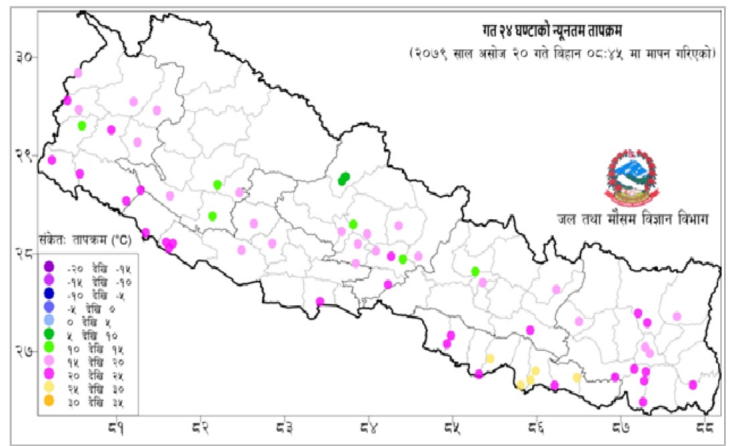 गत २४ घण्टाको न्यूनतम तापक्रम
(२०७९ साल असोज २० गते बिहान ०८:४५ मा मापन गरिएको)
३०
२९
२८
२७
जल तथा मौसम विज्ञान विभाग
संकेत: तापक्रम (°C)
-२० देखि -१५
-१५ देखि -१०
-१० देखि -५
-५ देखि ०
० देखि ५
५ देखि १०
१० देखि १५
१५ देखि २०
२० देखि २५
२५ देखि ३०
३० देखि ३५
८१ ८२ ८३ ८४ ८५ ८६ ८७ ८८